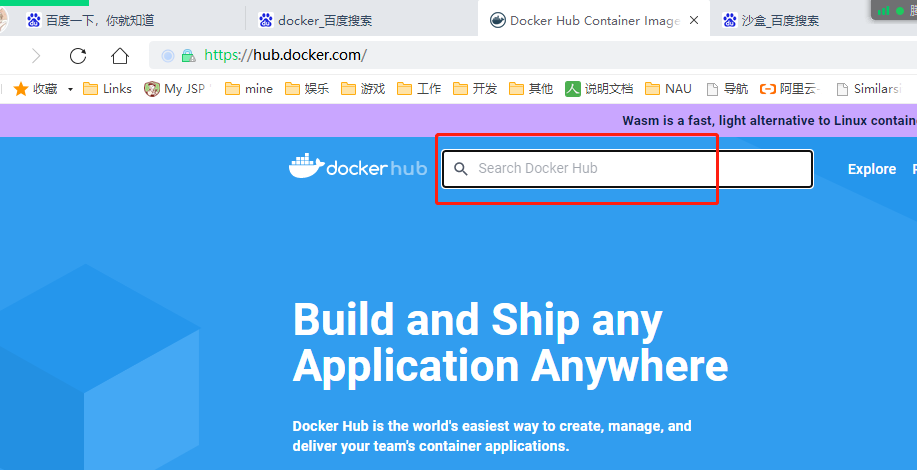 百度一下，你就知道
docker_百度搜索
Docker Hub Container Image
沙盒_百度搜索
https://hub.docker.com/
收藏
Links
My JSP
mine
娱乐
游戏
工作
开发
其他
人 说明文档
NAU
导航
阿里云
Similarsi
Wasm is a fast, light alternative to Linux contain
docker hub
Search Docker Hub
Explore
Build and Ship any
Application Anywhere
Docker Hub is the world's easiest way to create, manage, and
deliver your team's container applications.